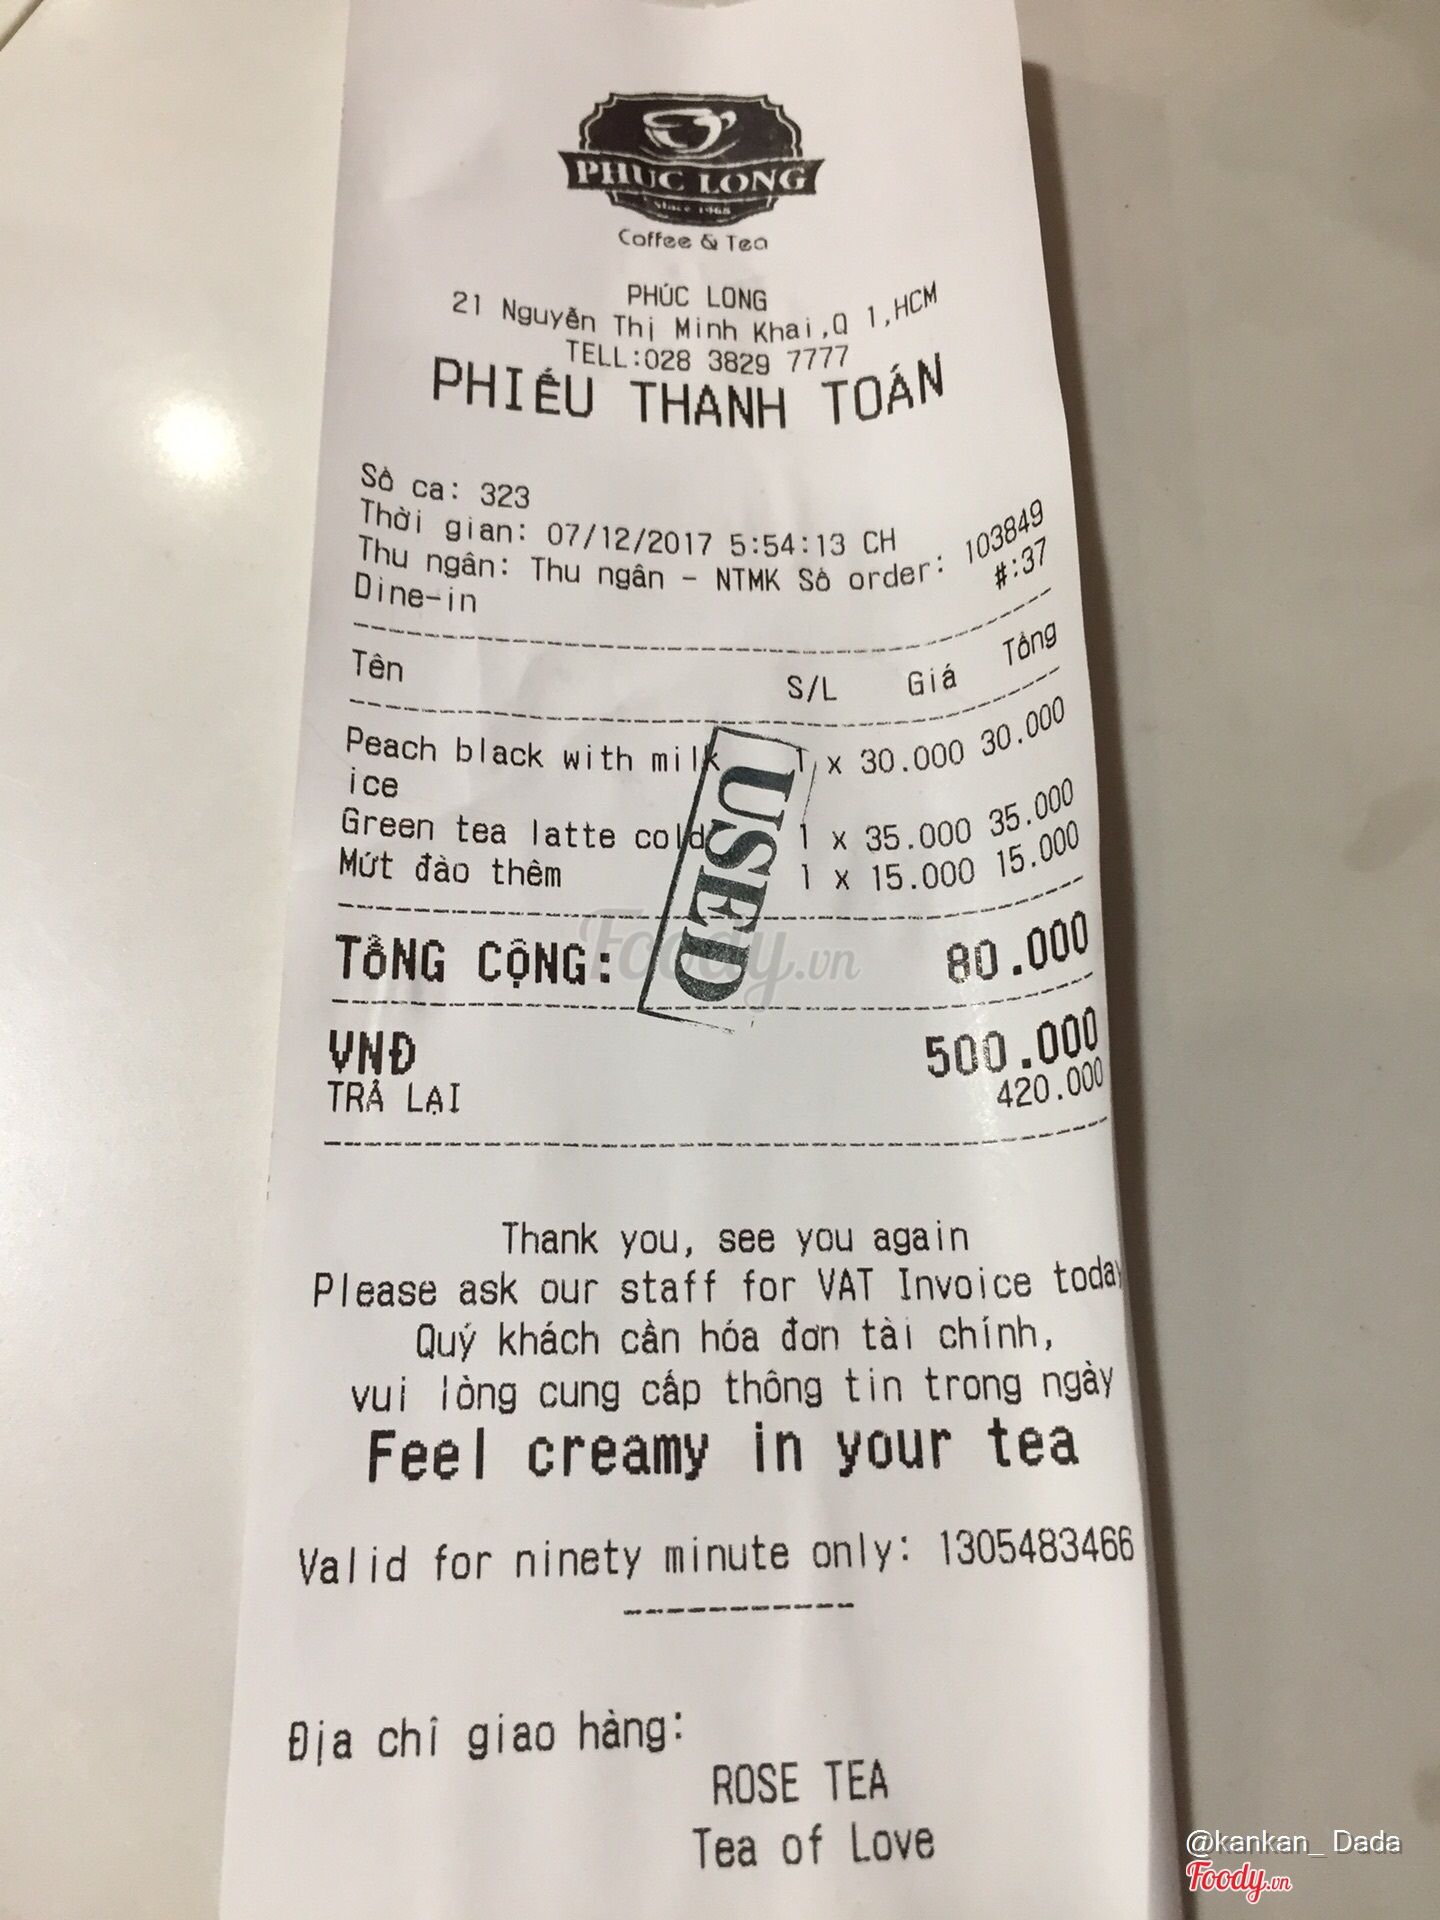 PHUC LONG
Since 1968
Coffee & Tea
PHÚC LONG
21 Nguyễn Thị Minh Khai,Q 1,HCM
TELL:028 3829 7777
PHIẾU THANH TOÁN
Số ca: 323
Thời gian: 07/12/2017 5:54:13 CH
Thu ngân: Thu ngân - NTMK Số order: 103849
Dine-in #:37
Tên S/L Giá Tổng
Peach black with milk 1 x 30.000 30.000
ice
Green tea latte cold 1 x 35.000 35.000
Mứt đào thêm 1 x 15.000 15.000
USED
TỔNG CỘNG: 80.000
Foody.vn
VNĐ 500.000
TRẢ LẠI 420.000
Thank you, see you again
Please ask our staff for VAT Invoice today
Quý khách cần hóa đơn tài chính,
vui lòng cung cấp thông tin trong ngày
Feel creamy in your tea
Valid for ninety minute only: 1305483466
Địa chỉ giao hàng:
ROSE TEA
Tea of Love
@kankan_ Dada
Foody.vn